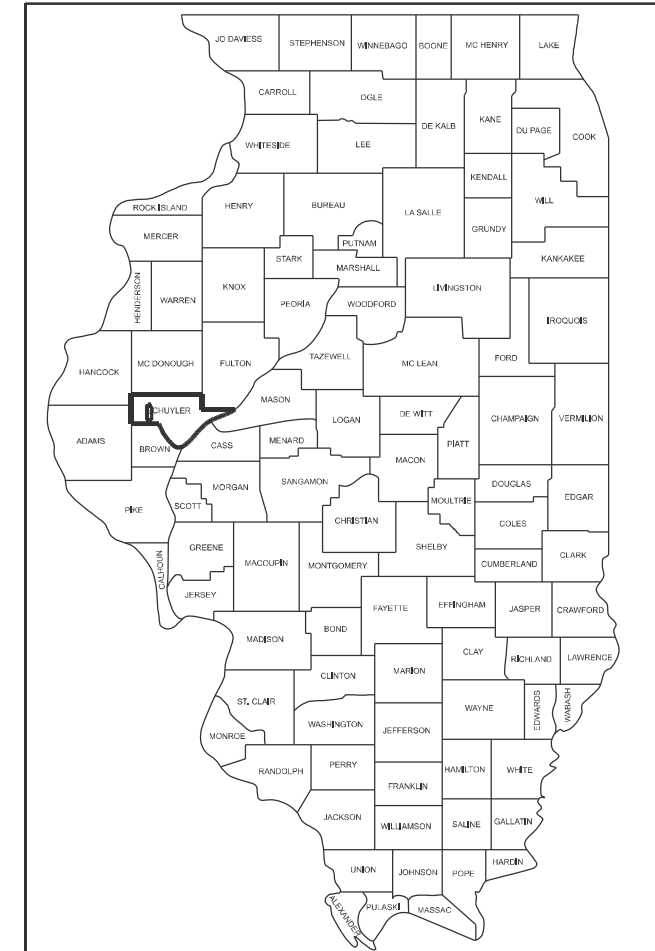 JO DAVIESS
STEPHENSON
WINNEBAGO
BOONE
MC HENRY
LAKE
CARROLL
OGLE
DE KALB
KANE
DU PAGE
COOK
WHITESIDE
LEE
KENDALL
WILL
ROCK ISLAND
HENRY
BUREAU
LA SALLE
GRUNDY
MERCER
PUTNAM
STARK
MARSHALL
KANKAKEE
HENDERSON
WARREN
KNOX
PEORIA
WOODFORD
LIVINGSTON
IROQUOIS
HANCOCK
MC DONOUGH
FULTON
TAZEWELL
MC LEAN
FORD
MASON
SCHUYLER
LOGAN
DE WITT
CHAMPAIGN
VERMILION
ADAMS
BROWN
CASS
MENARD
PIATT
MACON
PIKE
SCOTT
MORGAN
SANGAMON
MOULTRIE
DOUGLAS
EDGAR
CHRISTIAN
COLES
GREENE
MACOUPIN
MONTGOMERY
SHELBY
CUMBERLAND
CLARK
CALHOUN
JERSEY
FAYETTE
EFFINGHAM
JASPER
CRAWFORD
MADISON
BOND
CLAY
RICHLAND
LAWRENCE
CLINTON
MARION
ST. CLAIR
WAYNE
EDWARDS
WABASH
WASHINGTON
JEFFERSON
MONROE
RANDOLPH
PERRY
HAMILTON
WHITE
FRANKLIN
JACKSON
WILLIAMSON
SALINE
GALLATIN
UNION
JOHNSON
POPE
HARDIN
ALEXANDER
PULASKI
MASSAC